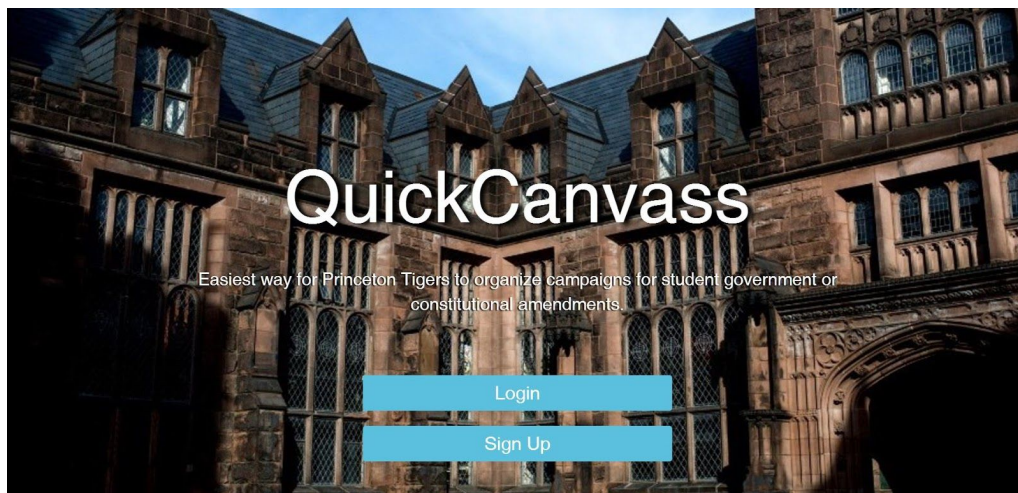 QuickCanvass
Easiest way for Princeton Tigers to organize campaigns for student government or
constitutional amendments.
Login
Sign Up